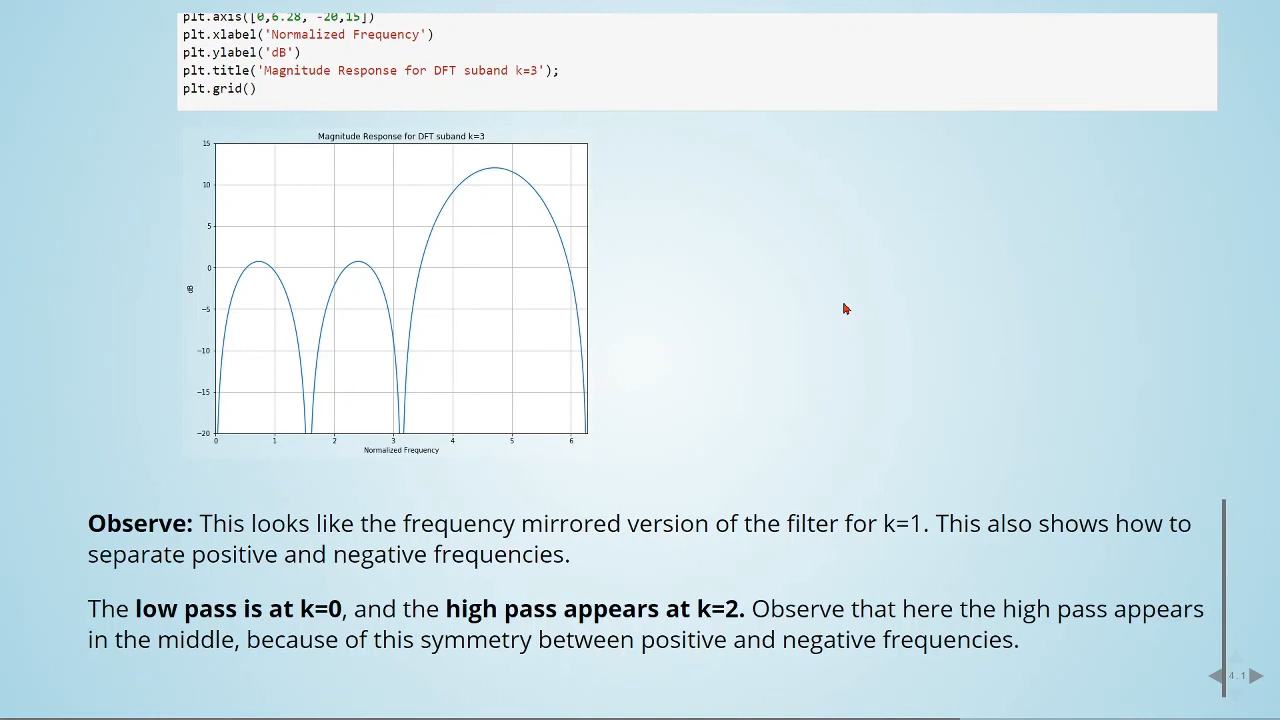 plt.axis([0,6.28, -20,15])
plt.xlabel('Normalized Frequency')
plt.ylabel('dB')
plt.title('Magnitude Response for DFT suband k=3');
plt.grid()
Magnitude Response for DFT suband k=3
15
10
5
0
−5
−10
−15
−20
dB
0 1 2 3 4 5 6
Normalized Frequency
Observe: This looks like the frequency mirrored version of the filter for k=1. This also shows how to
separate positive and negative frequencies.
The low pass is at k=0, and the high pass appears at k=2. Observe that here the high pass appears
in the middle, because of this symmetry between positive and negative frequencies.
4.1